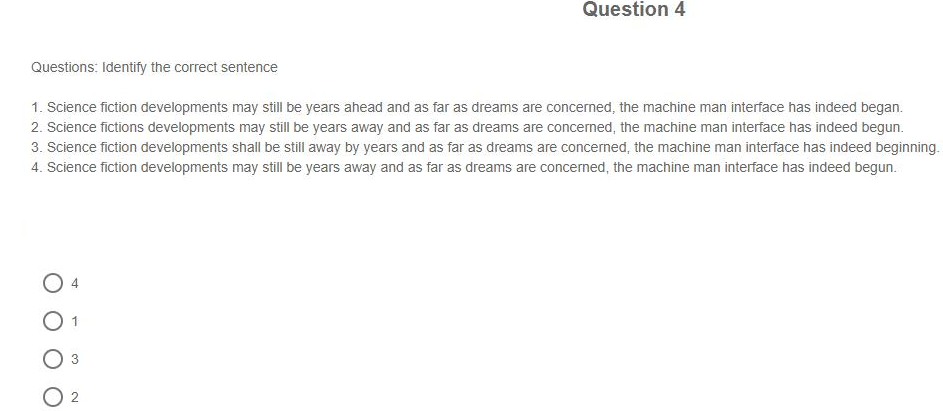 Question 4
Questions: Identify the correct sentence
1. Science fiction developments may still be years ahead and as far as dreams are concerned, the machine man interface has indeed began.
2. Science fictions developments may still be years away and as far as dreams are concerned, the machine man interface has indeed begun.
3. Science fiction developments shall be still away by years and as far as dreams are concerned, the machine man interface has indeed beginning.
4. Science fiction developments may still be years away and as far as dreams are concerned, the machine man interface has indeed begun.
4
1
3
2